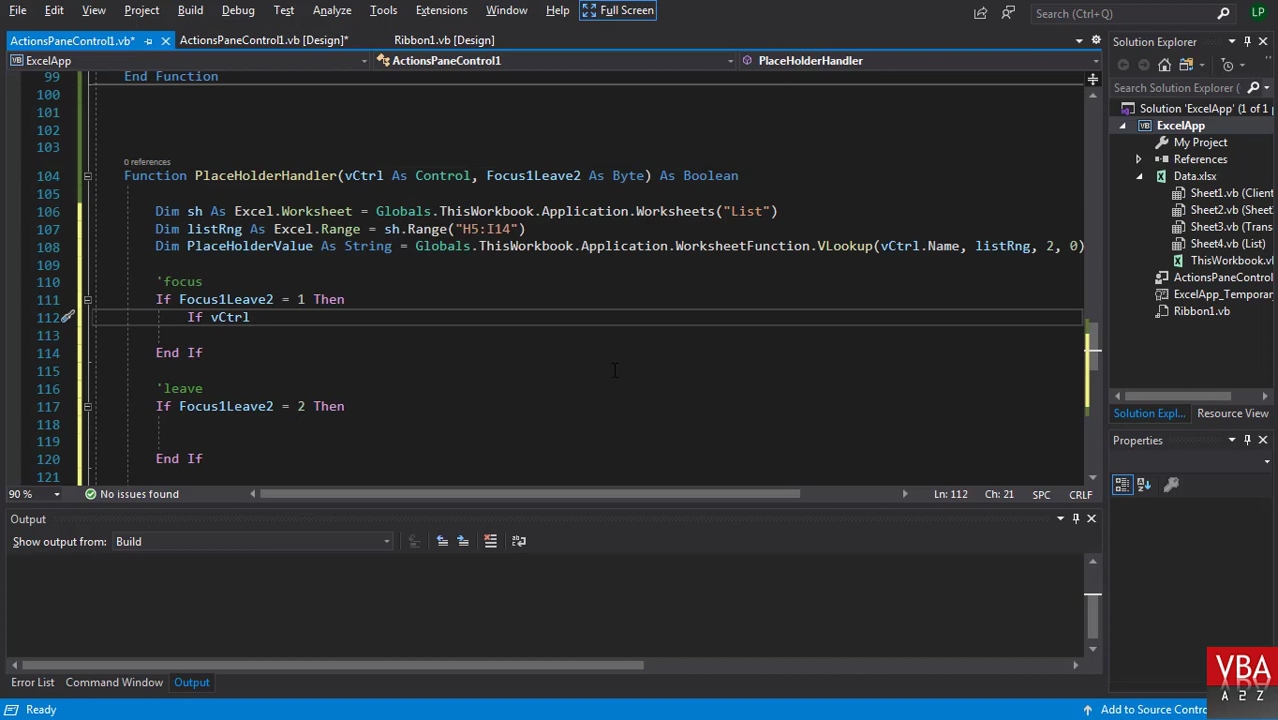 File Edit View Project Build Debug Test Analyze Tools Extensions Window Help Full Screen Search (Ctrl+Q) LP
ActionsPaneControl1.vb* ActionsPaneControl1.vb [Design]* Ribbon1.vb [Design]
ExcelApp ActionsPaneControl1 PlaceHolderHandler
99 End Function
100
101
102
103
0 references
104 Function PlaceHolderHandler(vCtrl As Control, Focus1Leave2 As Byte) As Boolean
105
106 Dim sh As Excel.Worksheet = Globals.ThisWorkbook.Application.Worksheets("List")
107 Dim listRng As Excel.Range = sh.Range("H5:I14")
108 Dim PlaceHolderValue As String = Globals.ThisWorkbook.Application.WorksheetFunction.VLookup(vCtrl.Name, listRng, 2, 0)
109
110 'focus
111 If Focus1Leave2 = 1 Then
112 If vCtrl
113
114 End If
115
116 'leave
117 If Focus1Leave2 = 2 Then
118
119
120 End If
121
90 % No issues found Ln: 112 Ch: 21 SPC CRLF
Output
Show output from: Build
Error List Command Window Output
Ready Add to Source Contro
Solution Explorer
Search Solution Explorer (
Solution 'ExcelApp' (1 of 1 p
ExcelApp
My Project
References
Data.xlsx
Sheet1.vb (Client
Sheet2.vb (Sheet
Sheet3.vb (Trans
Sheet4.vb (List)
ThisWorkbook.vb
ActionsPaneContro
ExcelApp_Temporar
Ribbon1.vb
Solution Expl... Resource View
Properties
VBA
A 2 Z